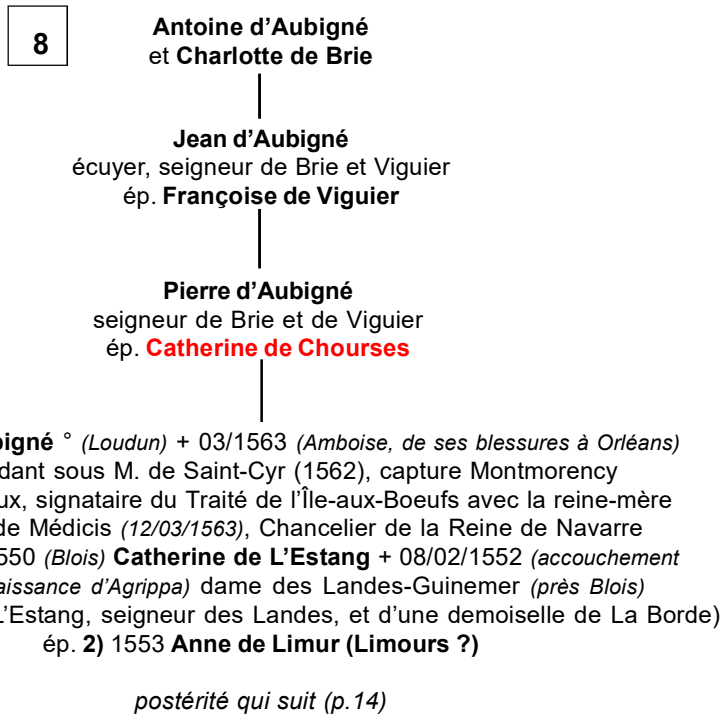 8
Antoine d’Aubigné
et Charlotte de Brie
Jean d’Aubigné
écuyer, seigneur de Brie et Viguier
ép. Françoise de Viguier
Pierre d’Aubigné
seigneur de Brie et de Viguier
ép. Catherine de Chourses
bigné ° (Loudun) + 03/1563 (Amboise, de ses blessures à Orléans)
dant sous M. de Saint-Cyr (1562), capture Montmorency
ux, signataire du Traité de l’Île-aux-Boeufs avec la reine-mère
de Médicis (12/03/1563), Chancelier de la Reine de Navarre
550 (Blois) Catherine de L’Estang + 08/02/1552 (accouchement
aissance d’Agrippa) dame des Landes-Guinemer (près Blois)
L’Estang, seigneur des Landes, et d’une demoiselle de La Borde)
ép. 2) 1553 Anne de Limur (Limours ?)
postérité qui suit (p.14)